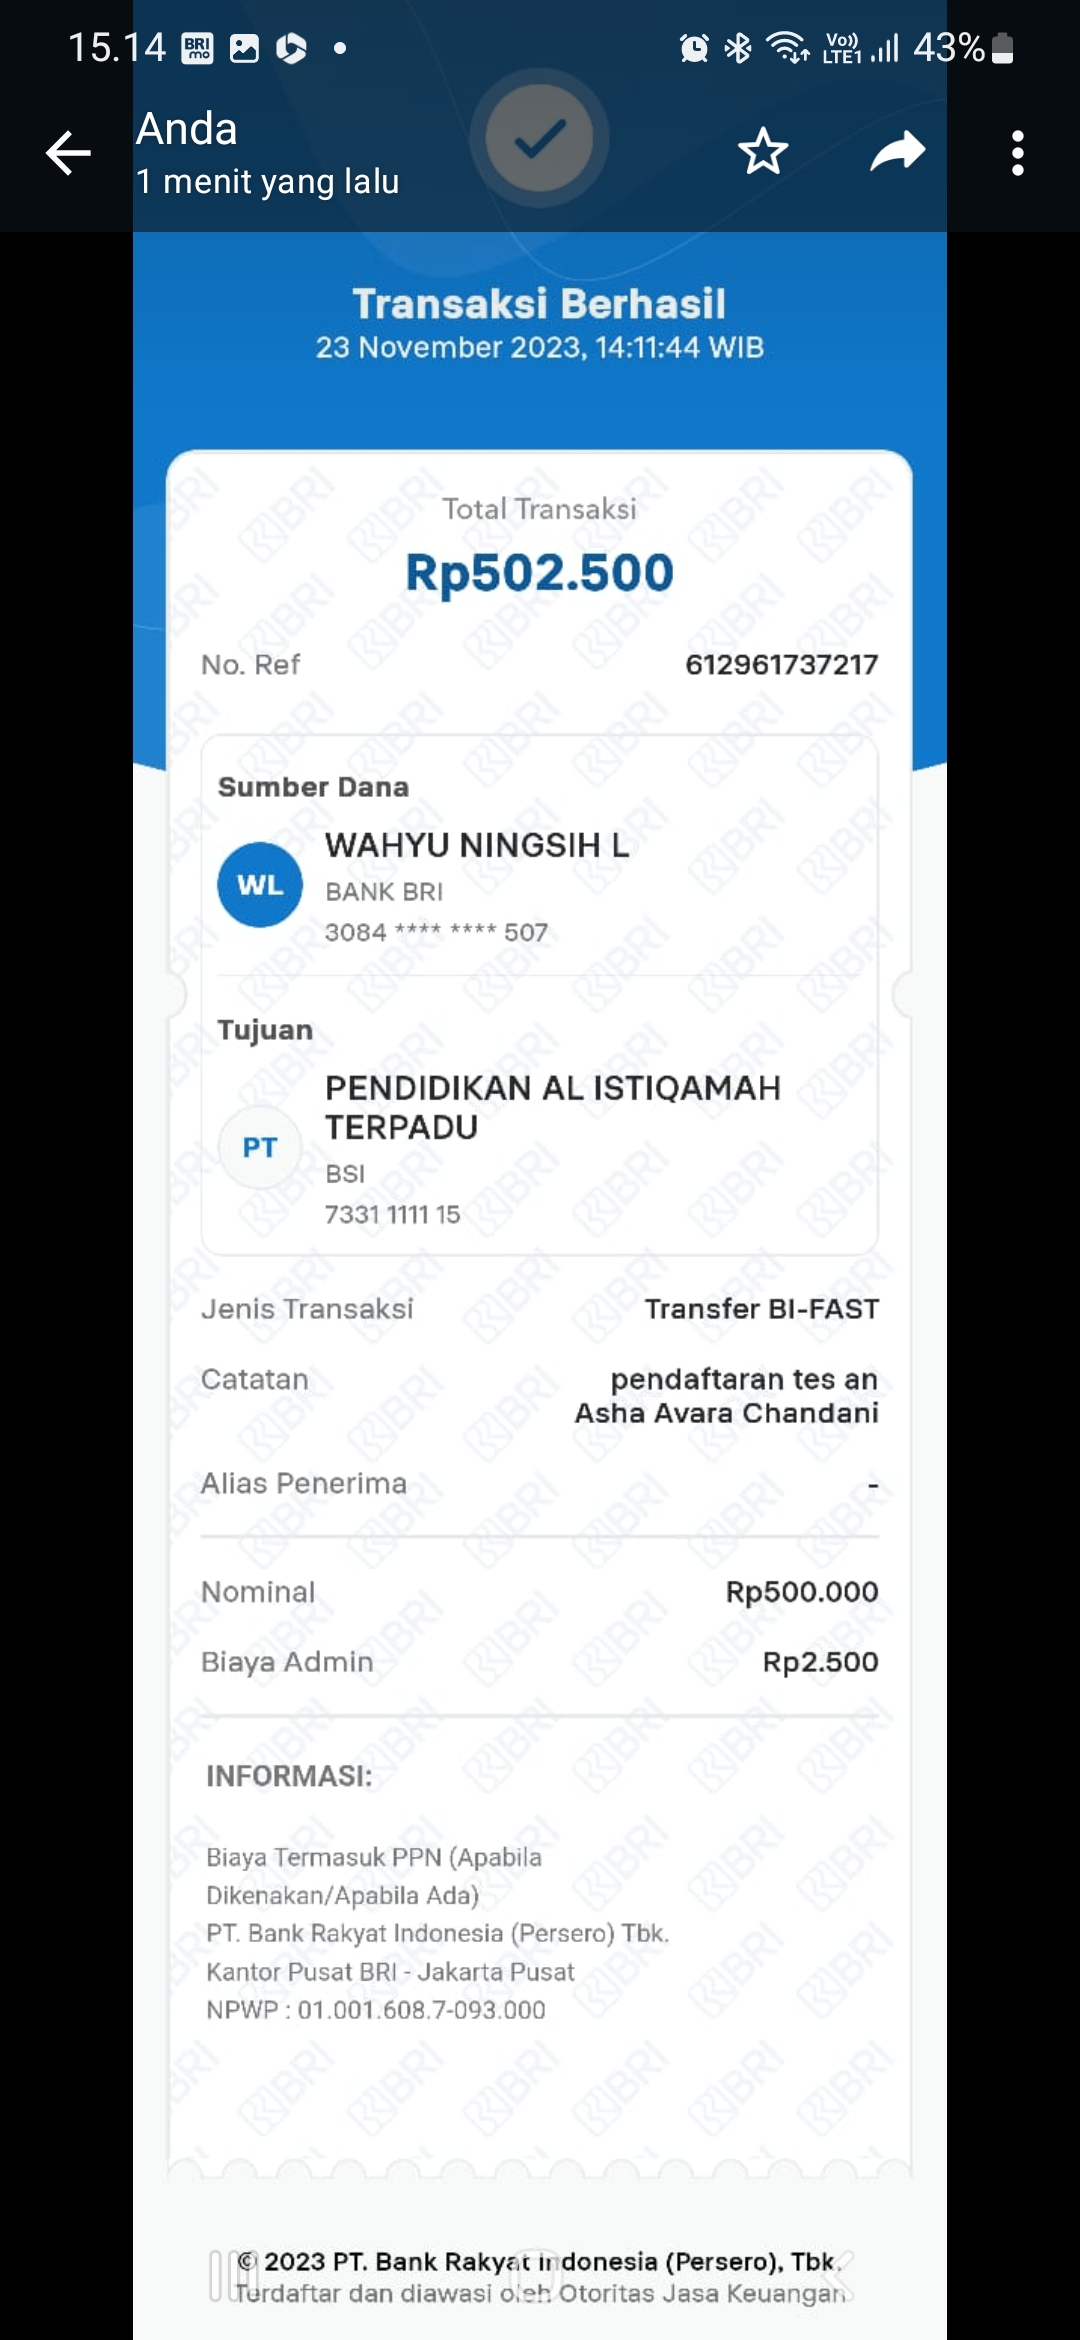 15.14 BRI mo Vo)) LTE1 43%
Anda
1 menit yang lalu
Transaksi Berhasil
23 November 2023, 14:11:44 WIB
Total Transaksi
Rp502.500
No. Ref 612961737217
Sumber Dana
WAHYU NINGSIH L
WL
BANK BRI
3084 **** **** 507
Tujuan
PENDIDIKAN AL ISTIQAMAH
TERPADU
PT
BSI
7331 1111 15
Jenis Transaksi Transfer BI-FAST
Catatan pendaftaran tes an
Asha Avara Chandani
Alias Penerima -
Nominal Rp500.000
Biaya Admin Rp2.500
INFORMASI:
Biaya Termasuk PPN (Apabila
Dikenakan/Apabila Ada)
PT. Bank Rakyat Indonesia (Persero) Tbk.
Kantor Pusat BRI - Jakarta Pusat
NPWP : 01.001.608.7-093.000
© 2023 PT. Bank Rakyat Indonesia (Persero), Tbk.
Terdaftar dan diawasi oleh Otoritas Jasa Keuangan